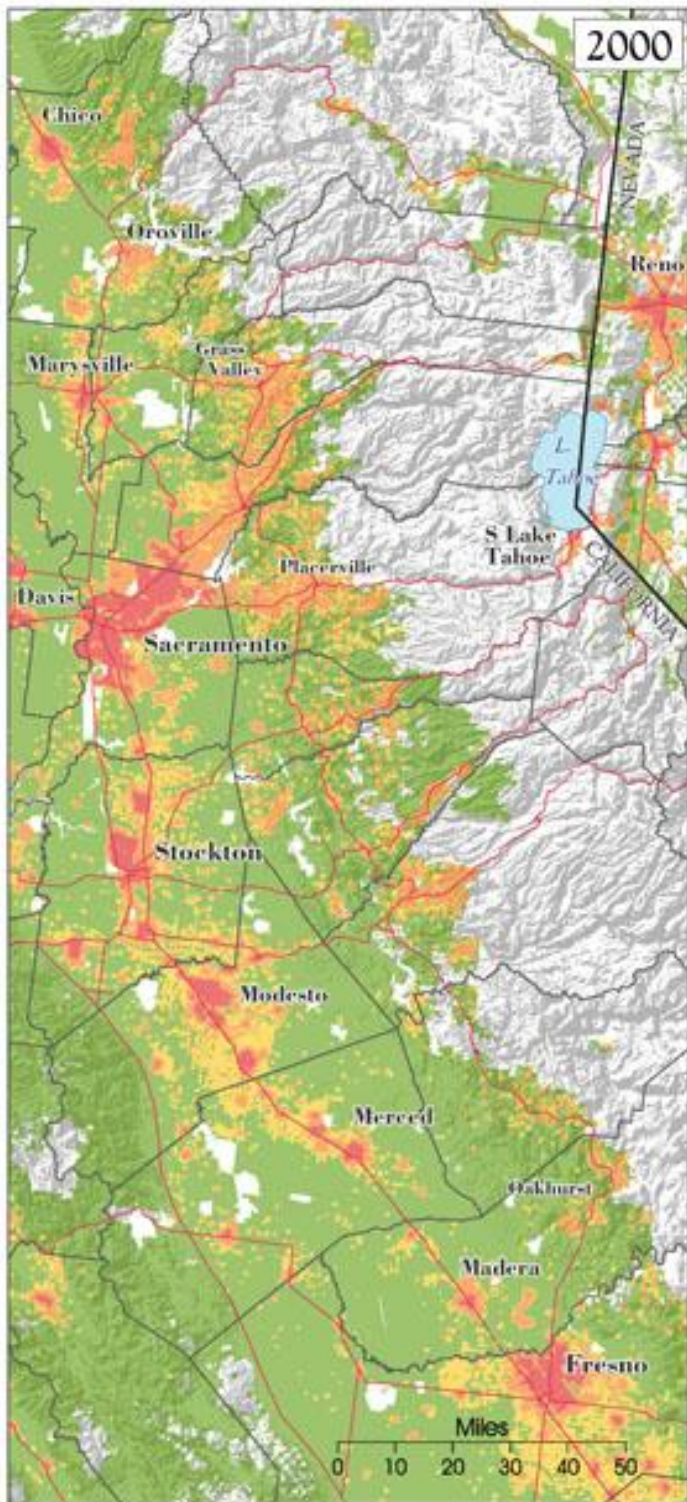 2000
Chico
NEVADA
Oroville
Reno
Grass
Valley
Marysville
L.
Tahoe
S Lake
Tahoe
CALIFORNIA
Placerville
Davis
Sacramento
Stockton
Modesto
Merced
Oakhurst
Madera
Fresno
Miles
0 10 20 30 40 50